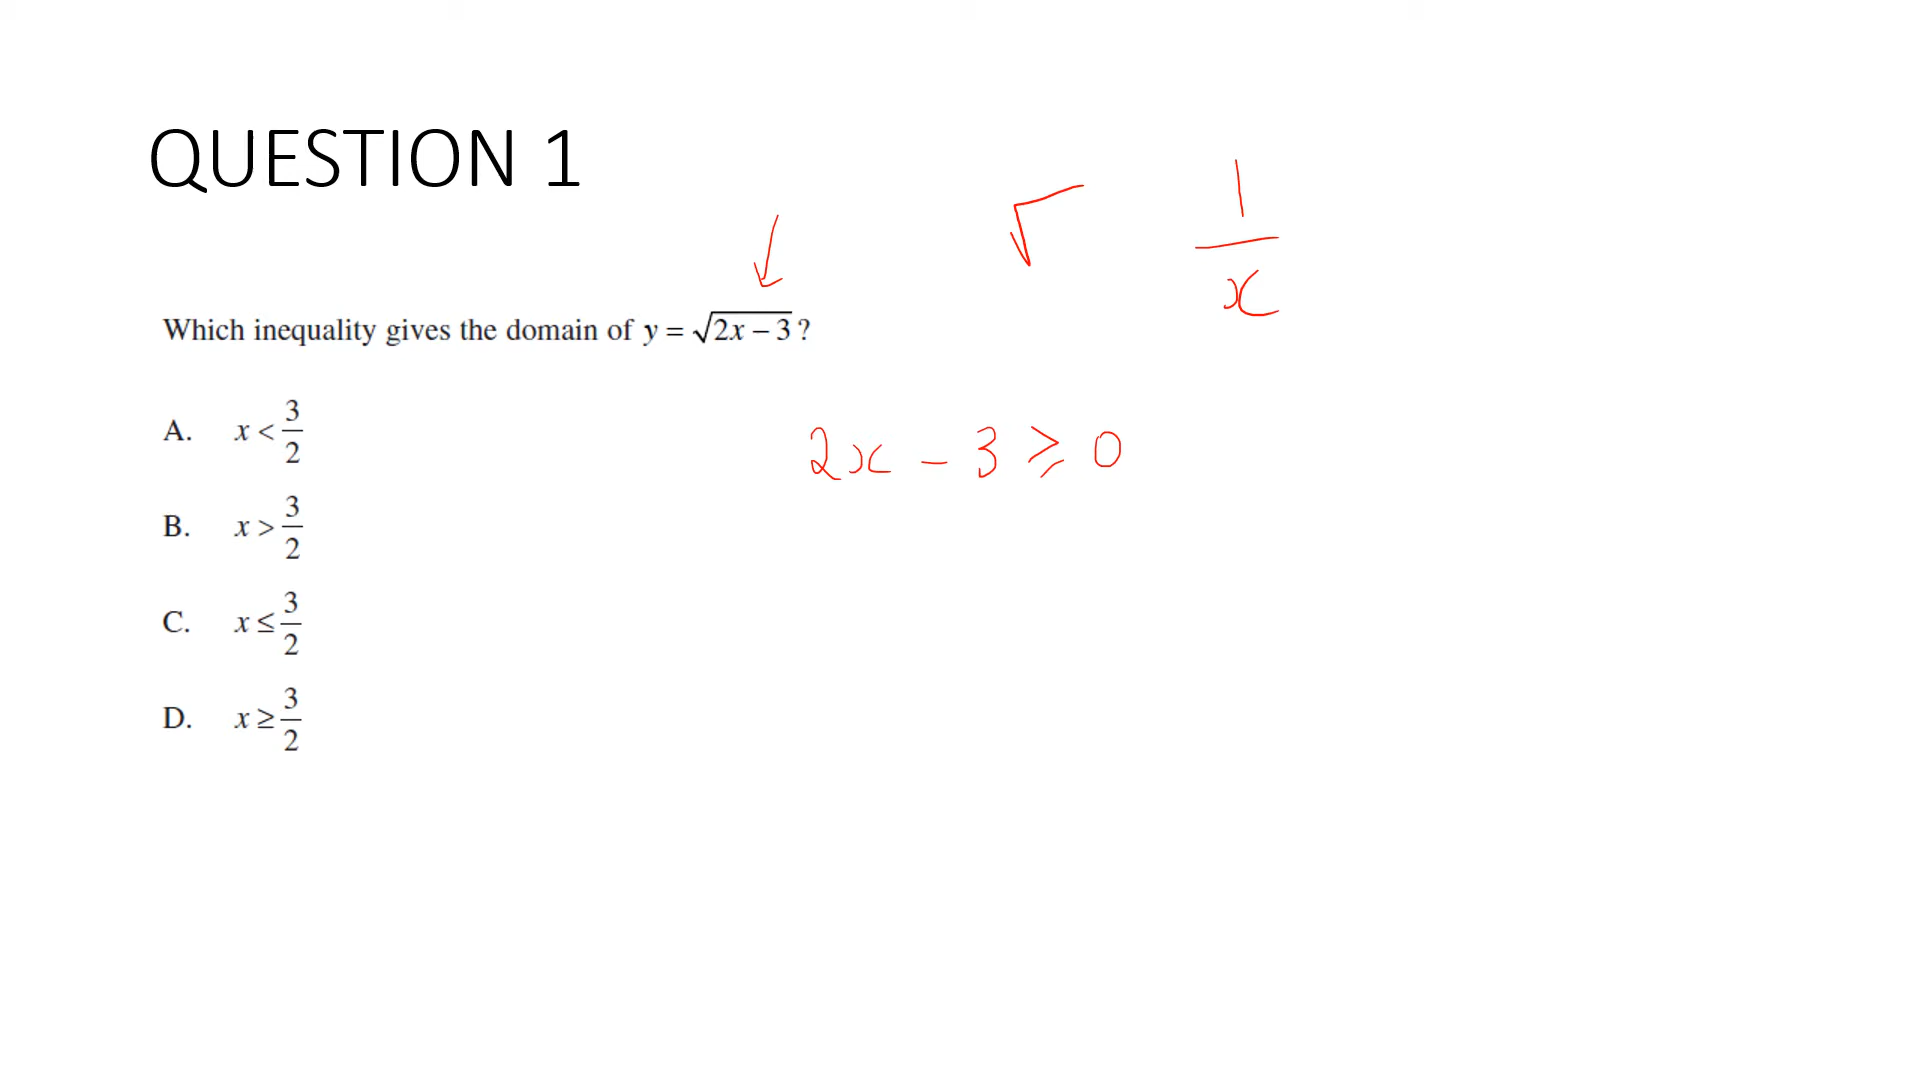 QUESTION 1
√ 1/x
Which inequality gives the domain of y = √(2x − 3) ?
2x − 3 ≥ 0
A. x < 3/2
B. x > 3/2
C. x ≤ 3/2
D. x ≥ 3/2